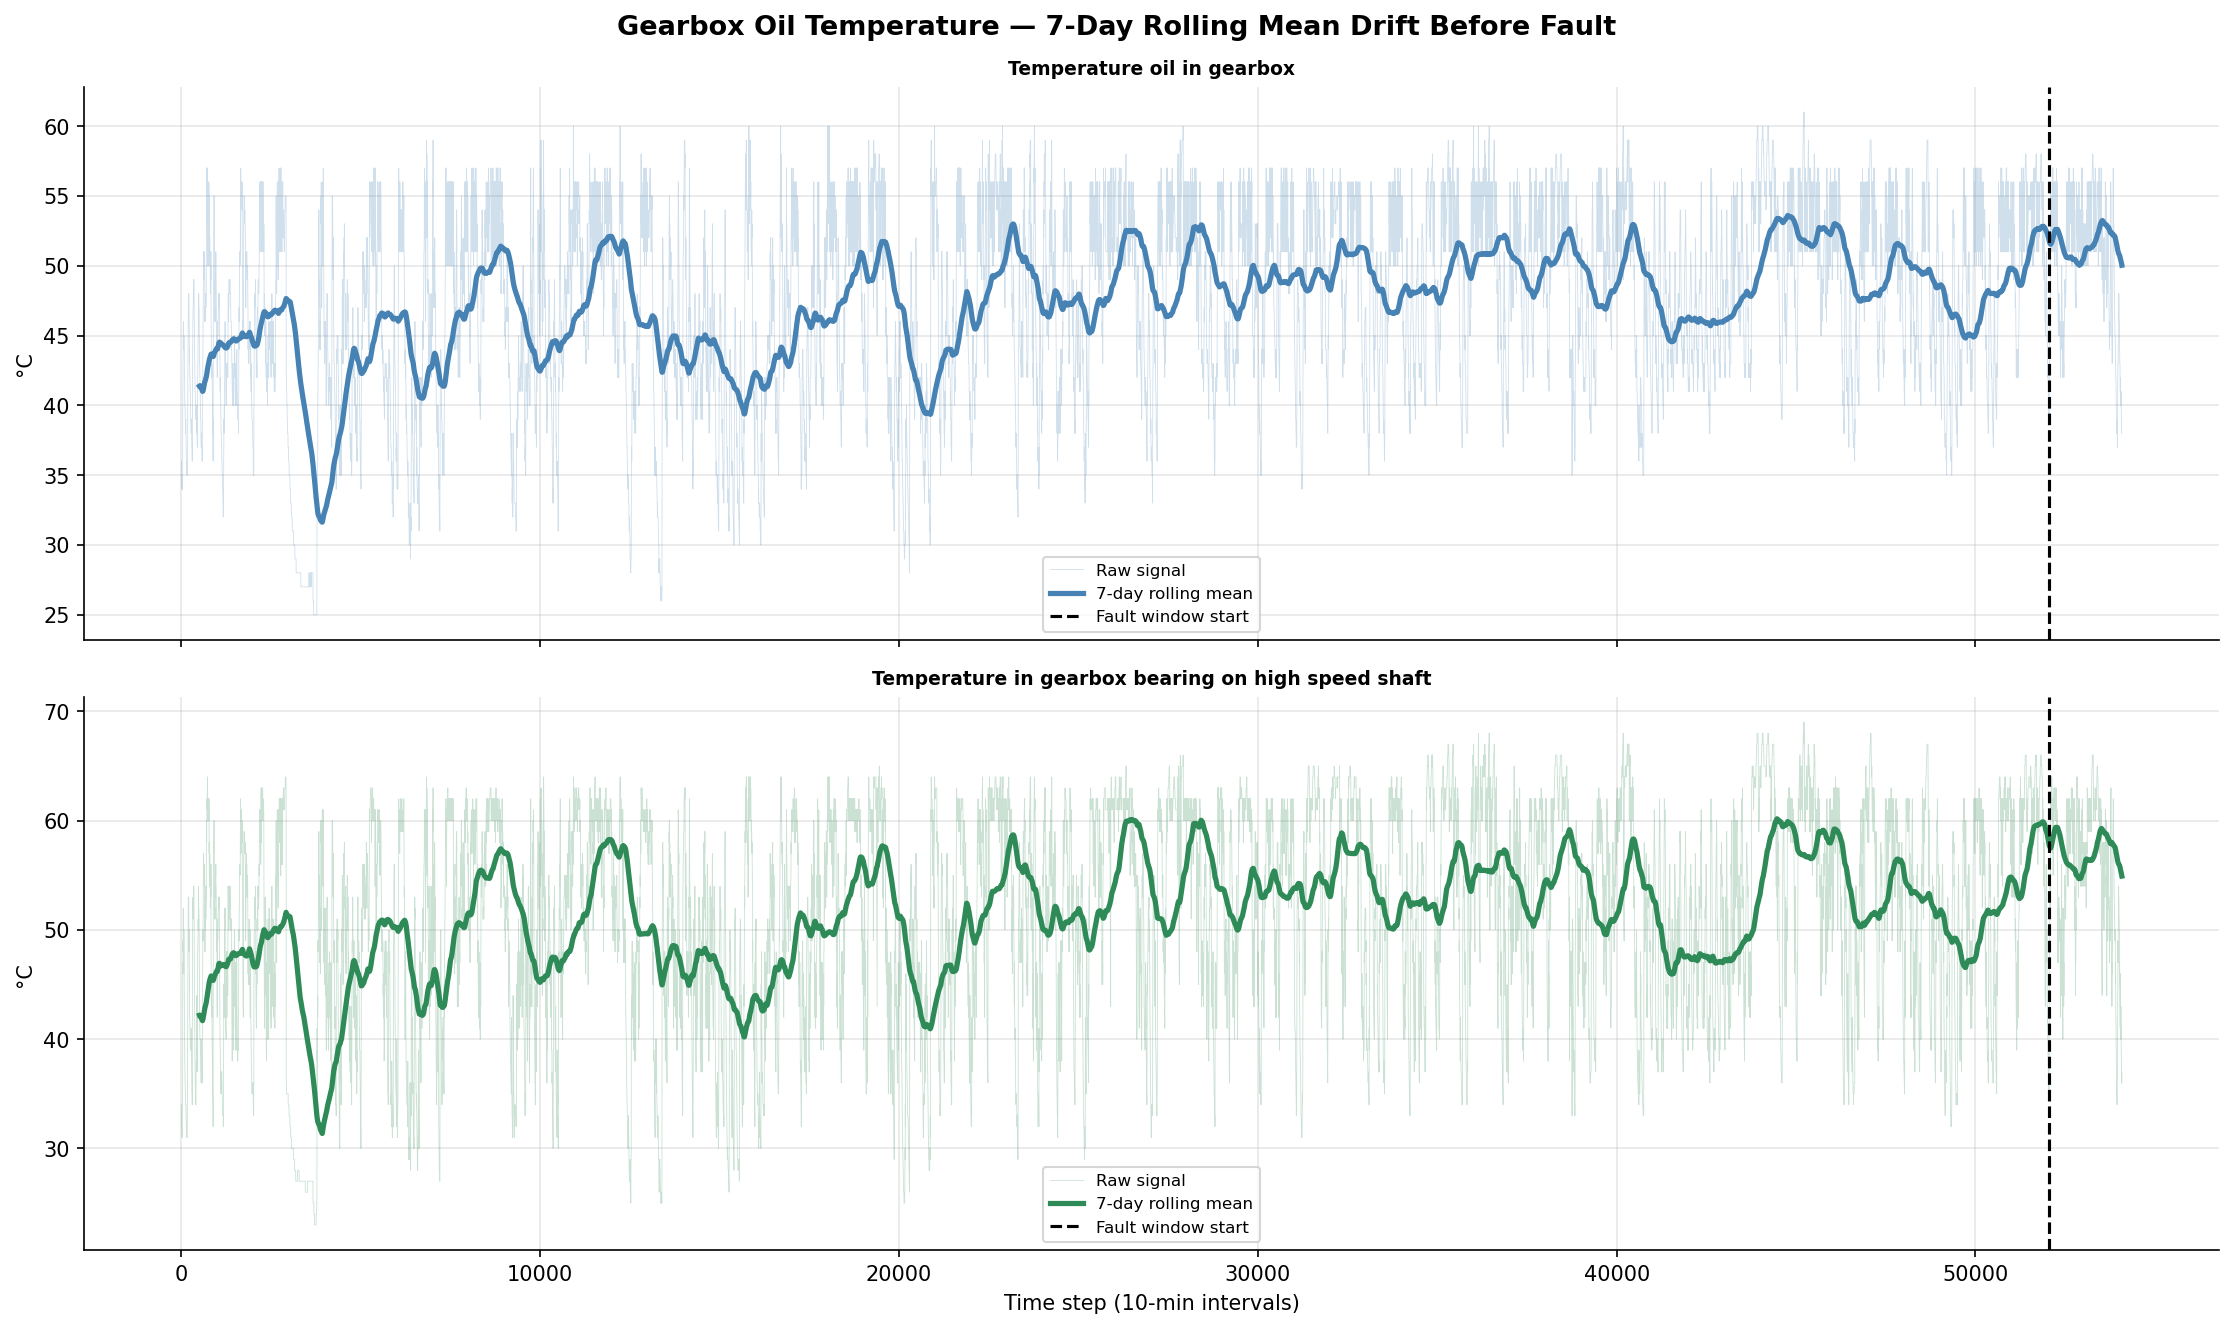 Gearbox Oil Temperature — 7-Day Rolling Mean Drift Before Fault
Temperature oil in gearbox
60
55
50
45
40
35
30
25
°C
Raw signal
7-day rolling mean
Fault window start
Temperature in gearbox bearing on high speed shaft
70
60
50
40
30
°C
Raw signal
7-day rolling mean
Fault window start
0 10000 20000 30000 40000 50000
Time step (10-min intervals)